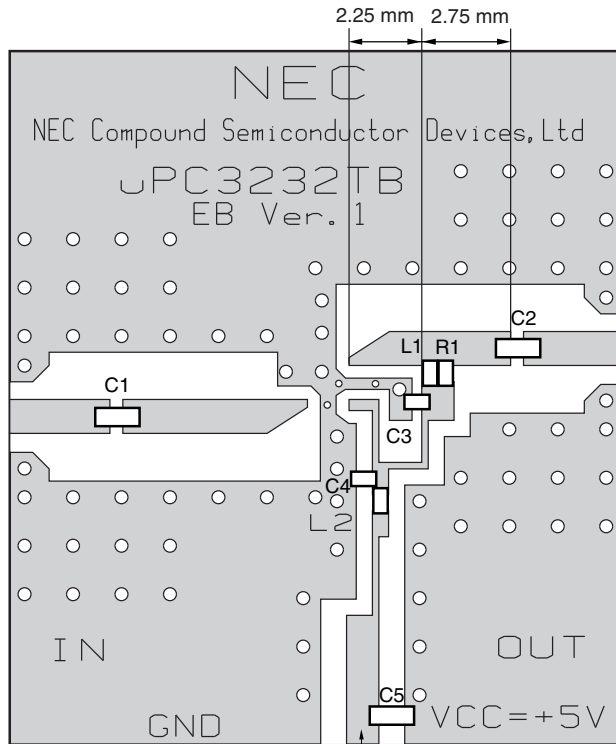 2.25 mm 2.75 mm
NEC
NEC Compound Semiconductor Devices,Ltd
uPC3232TB
EB Ver. 1
C2
L1 R1
C1
C3
C4
L2
IN OUT
C5
GND VCC=+5V